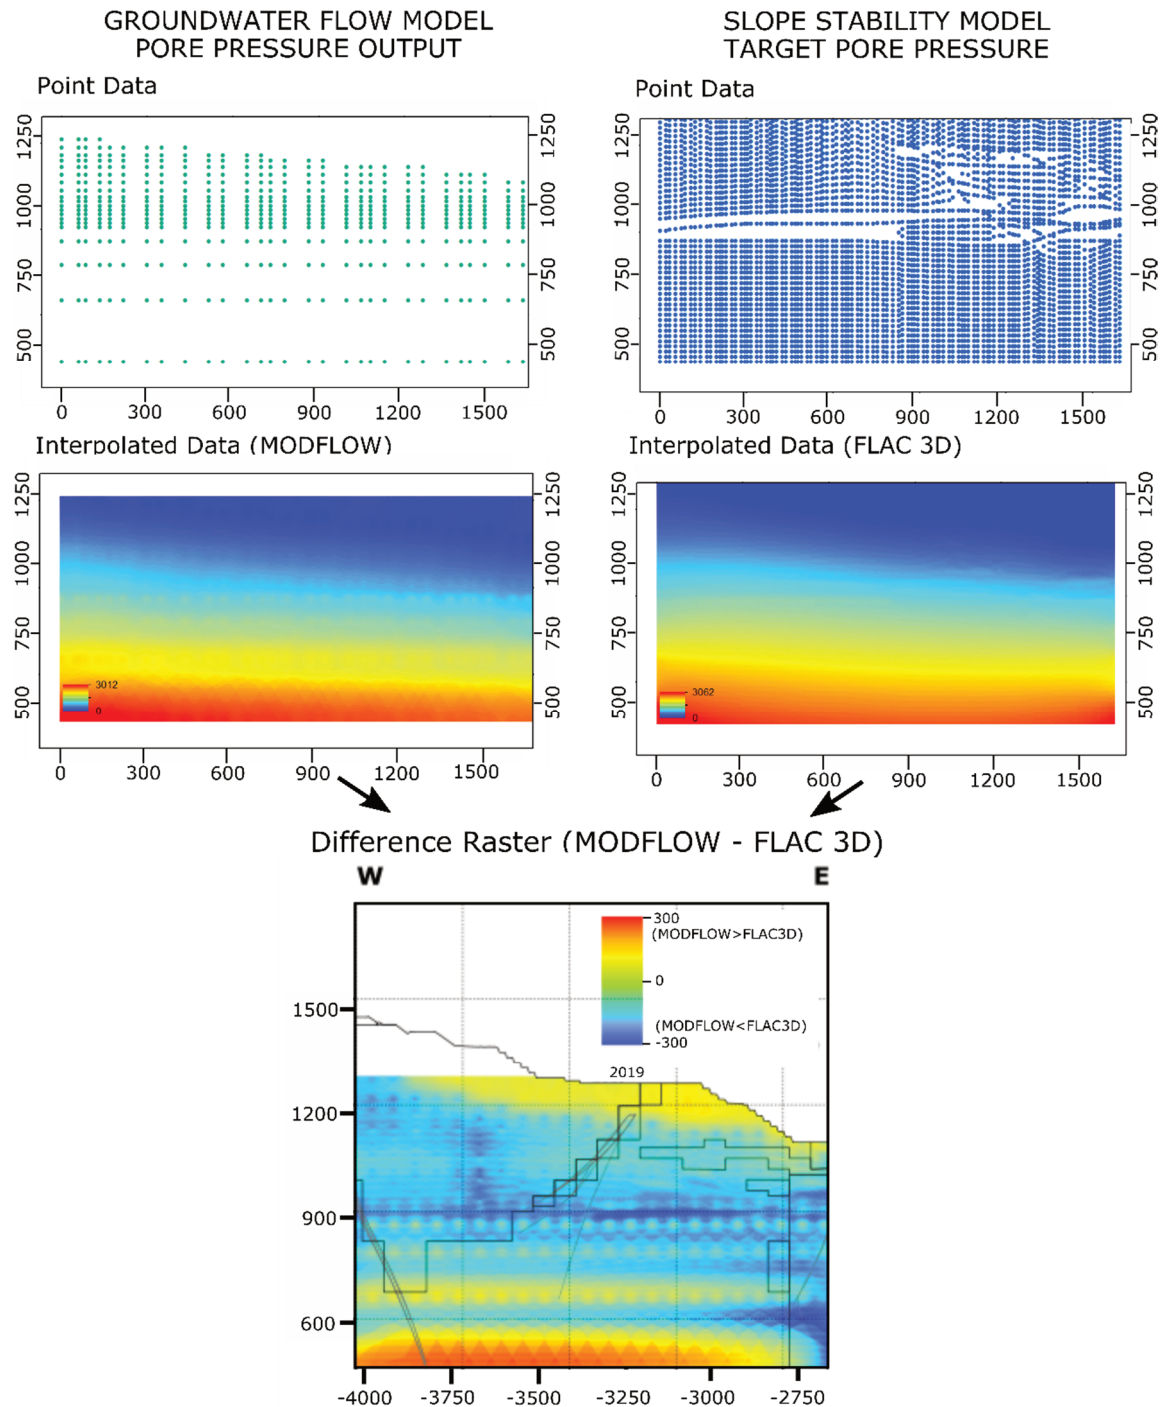 GROUNDWATER FLOW MODEL
PORE PRESSURE OUTPUT
SLOPE STABILITY MODEL
TARGET PORE PRESSURE
Point Data
Point Data
1250
1000
750
500
1250
1000
750
500
0 300 600 900 1200 1500
1250
1000
750
500
1250
1000
750
500
0 300 600 900 1200 1500
Interpolated Data (MODFLOW)
Interpolated Data (FLAC 3D)
1250
1000
750
500
3012
0
1250
1000
750
500
0 300 600 900 1200 1500
1250
1000
750
500
3062
0
1250
1000
750
500
0 300 600 900 1200 1500
Difference Raster (MODFLOW - FLAC 3D)
W E
300
(MODFLOW>FLAC3D)
0
(MODFLOW<FLAC3D)
-300
2019
1500
1200
900
600
-4000 -3750 -3500 -3250 -3000 -2750